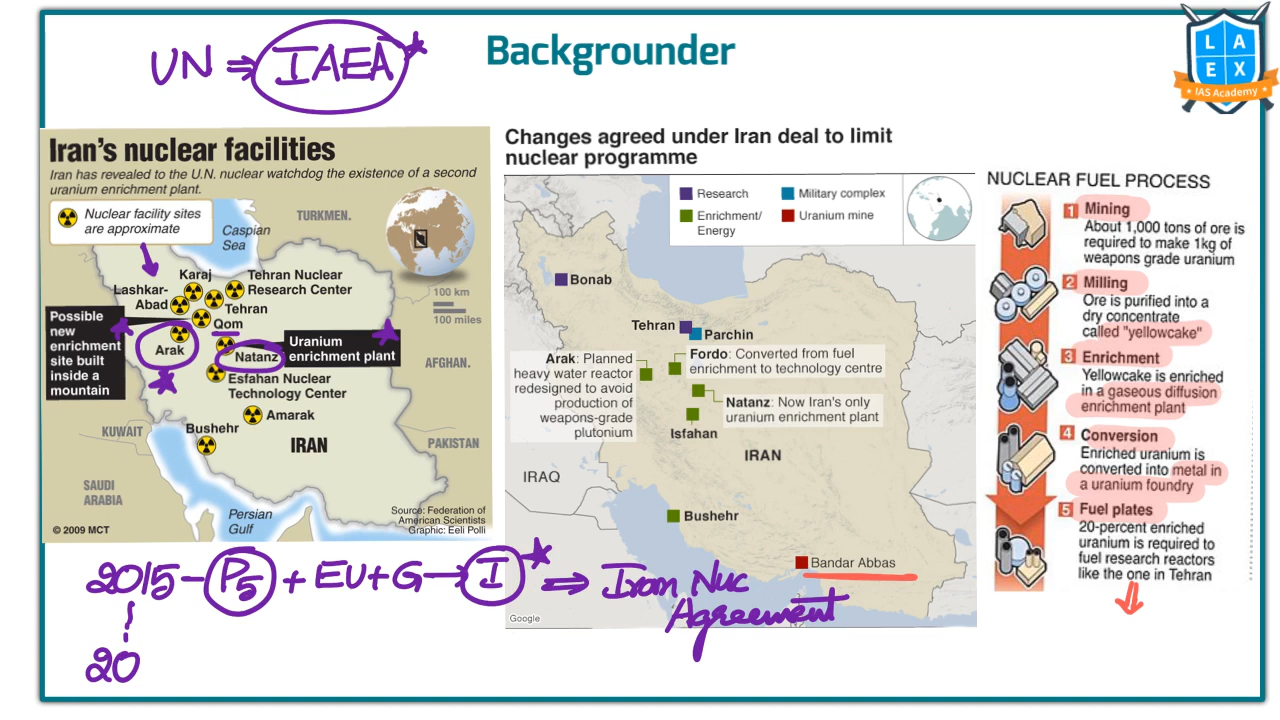 UN ⇒ IAEA*
Backgrounder
L A
E X
IAS Academy
Iran's nuclear facilities
Iran has revealed to the U.N. nuclear watchdog the existence of a second
uranium enrichment plant.
Nuclear facility sites
are approximate
TURKMEN.
Caspian
Sea
Karaj
Tehran Nuclear
Research Center
Lashkar-
Abad
Tehran
100 km
100 miles
Possible
new
enrichment
site built
inside a
mountain
Qom
Arak
Uranium
enrichment plant
Natanz
AFGHAN.
Esfahan Nuclear
Technology Center
Amarak
Bushehr
KUWAIT
IRAN
PAKISTAN
SAUDI
ARABIA
Persian
Gulf
Source: Federation of
American Scientists
Graphic: Eeli Polli
© 2009 MCT
Changes agreed under Iran deal to limit
nuclear programme
Research
Military complex
Enrichment/
Energy
Uranium mine
Bonab
Tehran
Parchin
Arak: Planned
heavy water reactor
redesigned to avoid
production of
weapons-grade
plutonium
Fordo: Converted from fuel
enrichment to technology centre
Natanz: Now Iran's only
uranium enrichment plant
Isfahan
IRAN
IRAQ
Bushehr
Bandar Abbas
Google
NUCLEAR FUEL PROCESS
1 Mining
About 1,000 tons of ore is
required to make 1kg of
weapons grade uranium
2 Milling
Ore is purified into a
dry concentrate
called "yellowcake"
3 Enrichment
Yellowcake is enriched
in a gaseous diffusion
enrichment plant
4 Conversion
Enriched uranium is
converted into metal in
a uranium foundry
5 Fuel plates
20-percent enriched
uranium is required to
fuel research reactors
like the one in Tehran
2015 - P5 + EU + G → I* ⇒ Iran Nuc
Agreement
20